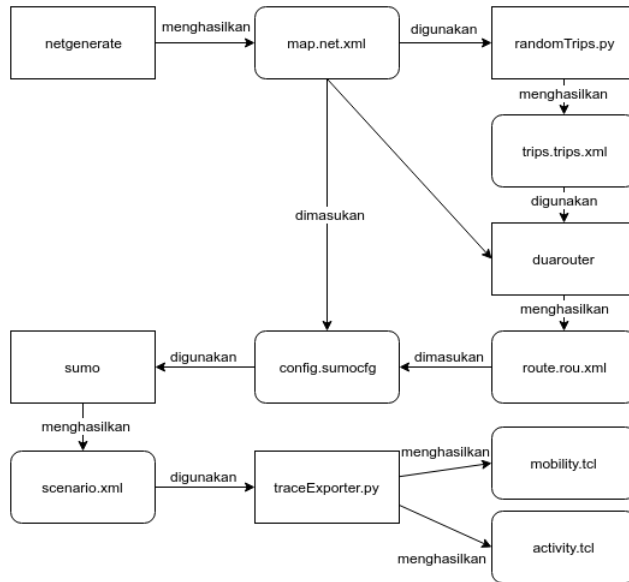 netgenerate
menghasilkan
map.net.xml
digunakan
randomTrips.py
menghasilkan
trips.trips.xml
digunakan
dimasukan
duarouter
menghasilkan
sumo
digunakan
config.sumocfg
dimasukan
route.rou.xml
menghasilkan
scenario.xml
digunakan
traceExporter.py
menghasilkan
mobility.tcl
menghasilkan
activity.tcl